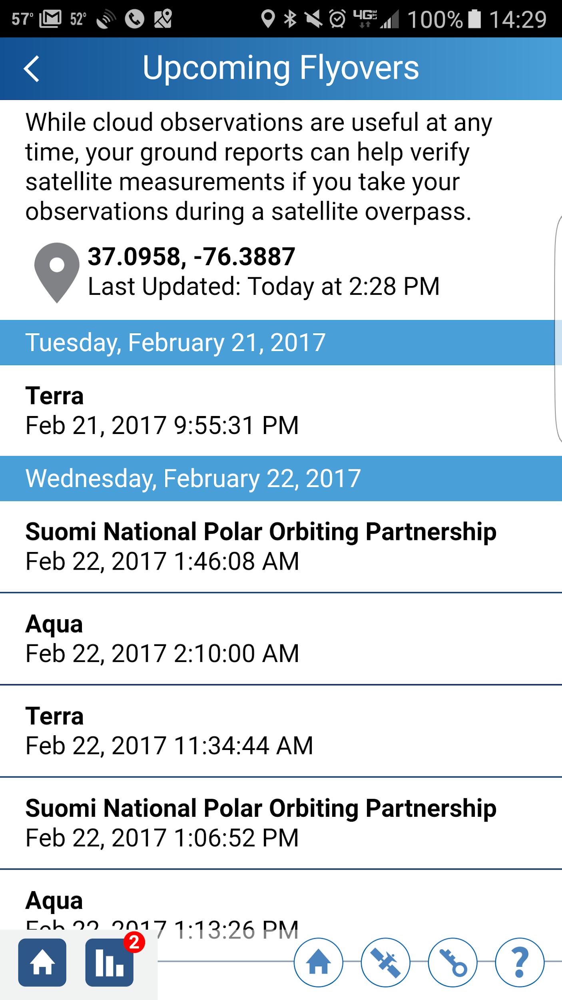 57° 52° 4G LTE 100% 14:29
Upcoming Flyovers
While cloud observations are useful at any
time, your ground reports can help verify
satellite measurements if you take your
observations during a satellite overpass.
37.0958, -76.3887
Last Updated: Today at 2:28 PM
Tuesday, February 21, 2017
Terra
Feb 21, 2017 9:55:31 PM
Wednesday, February 22, 2017
Suomi National Polar Orbiting Partnership
Feb 22, 2017 1:46:08 AM
Aqua
Feb 22, 2017 2:10:00 AM
Terra
Feb 22, 2017 11:34:44 AM
Suomi National Polar Orbiting Partnership
Feb 22, 2017 1:06:52 PM
Aqua
Feb 22, 2017 1:13:26 PM
2
?